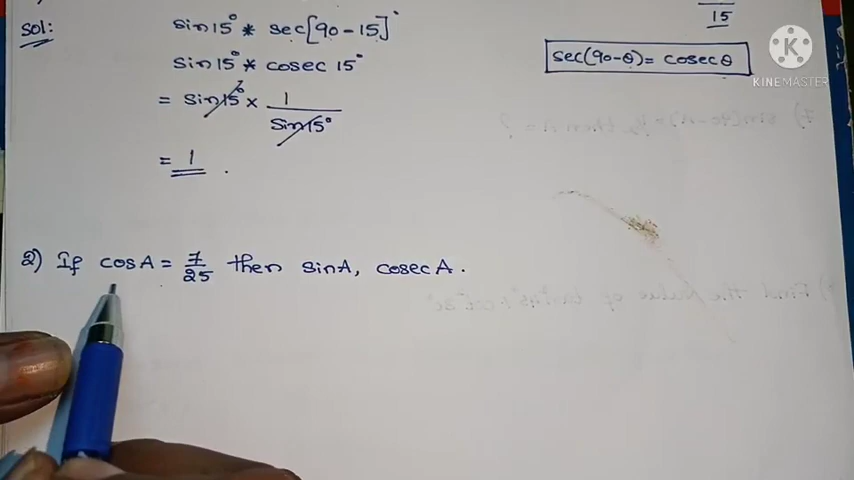 15
Sol: sin15° * sec[90-15]°
sec(90-θ) = cosecθ
KINEMASTER
sin15° * cosec 15°
= sin15° × 1/sin15°
= 1.
2) If cosA = 7/25 then sinA, cosecA.